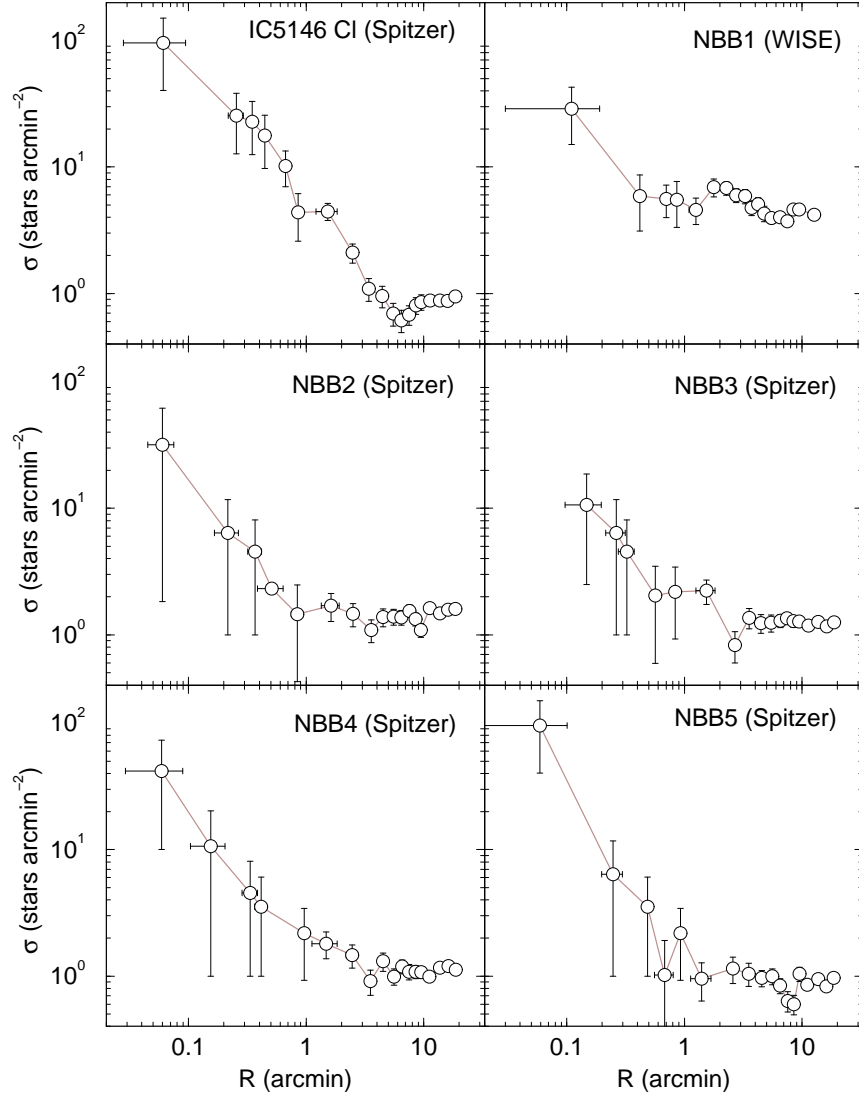 IC5146 Cl (Spitzer)
NBB1 (WISE)
10²
10¹
10⁰
σ (stars arcmin⁻²)
NBB2 (Spitzer)
NBB3 (Spitzer)
10²
10¹
10⁰
σ (stars arcmin⁻²)
NBB4 (Spitzer)
NBB5 (Spitzer)
10²
10¹
10⁰
σ (stars arcmin⁻²)
0.1 1 10
0.1 1 10
R (arcmin)
R (arcmin)